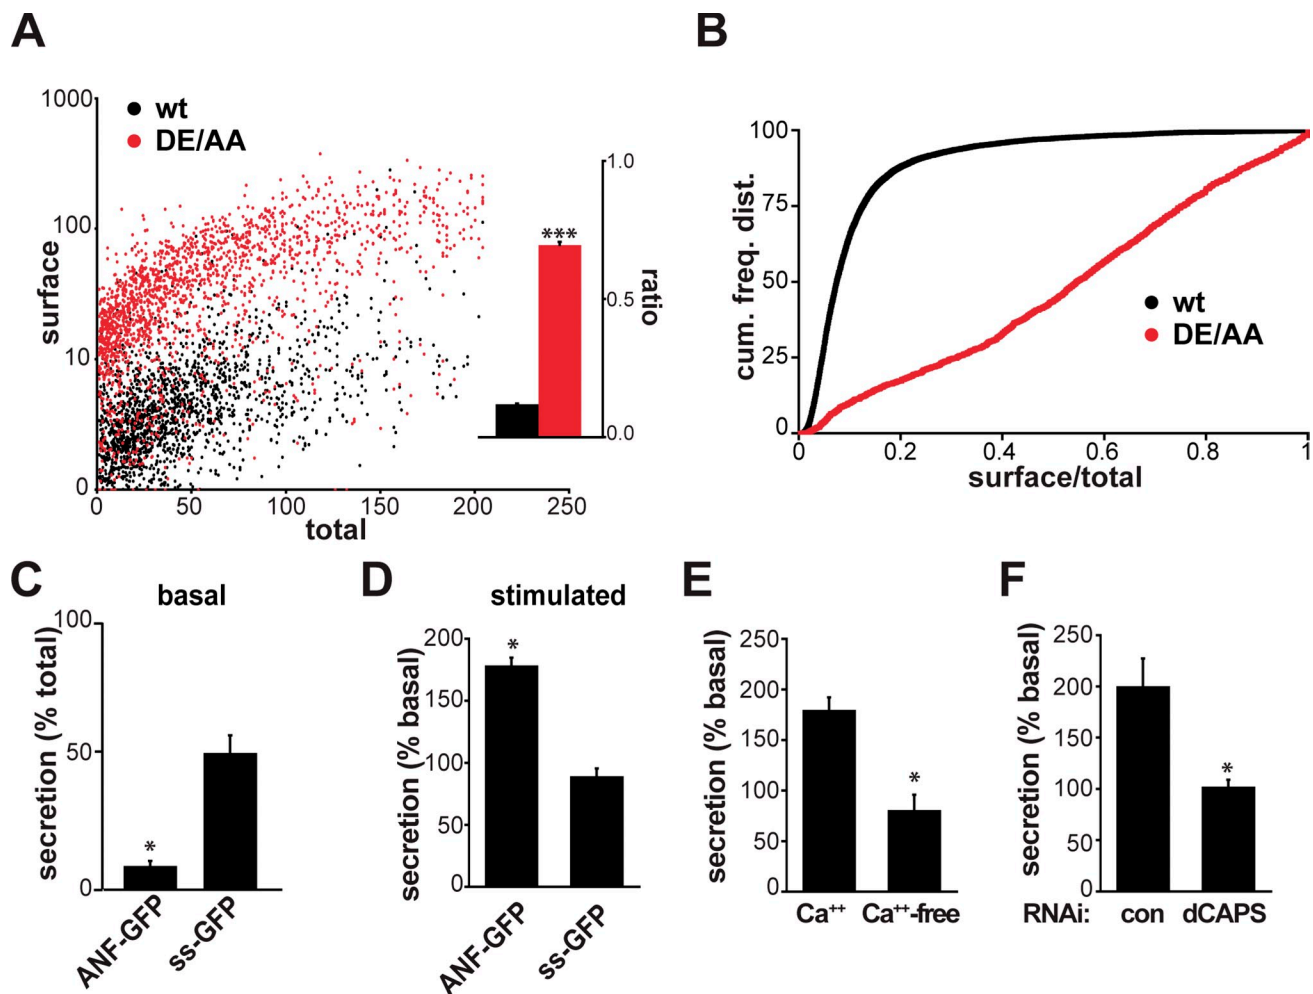 A
1000
100
10
0
surface
wt
DE/AA
0
50
100
150
200
250
total
1.0
0.5
0.0
ratio
***
B
100
75
50
25
0
cum. freq. dist.
wt
DE/AA
0
0.2
0.4
0.6
0.8
1
surface/total
C
basal
100
50
0
secretion (% total)
*
ANF-GFP
ss-GFP
D
stimulated
200
150
100
50
0
secretion (% basal)
*
ANF-GFP
ss-GFP
E
250
200
150
100
50
0
secretion (% basal)
*
Ca⁺⁺
Ca⁺⁺-free
F
250
200
150
100
50
0
secretion (% basal)
*
RNAi: con dCAPS